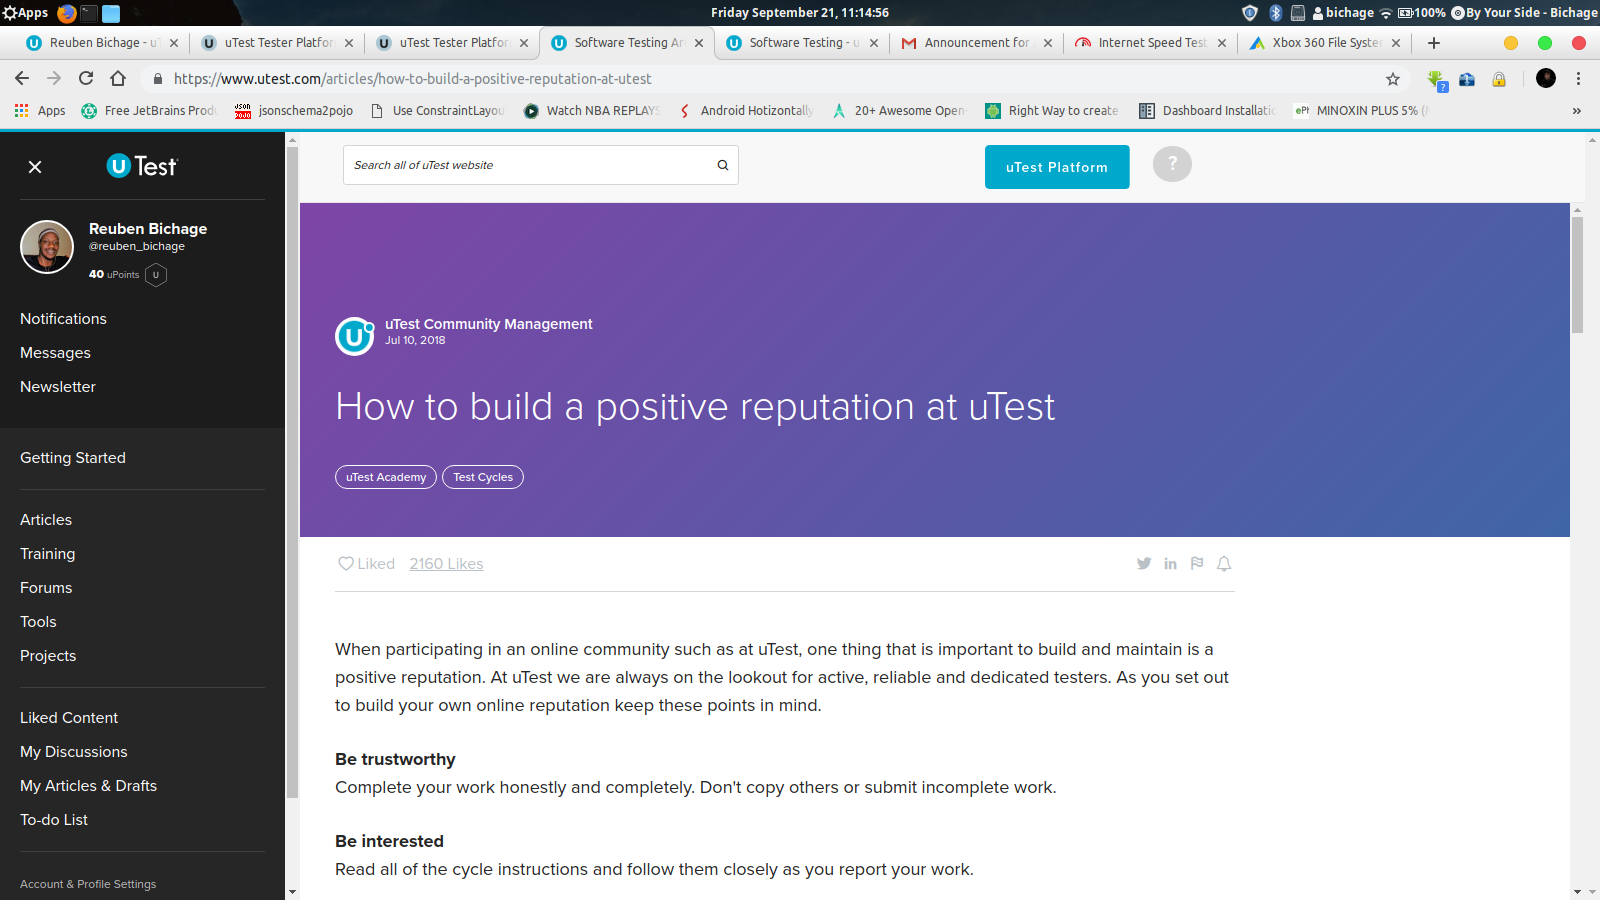 Apps
Friday September 21, 11:14:56
bichage
100%
By Your Side - Bichage
Reuben Bichage - uT
uTest Tester Platfor
uTest Tester Platfor
Software Testing Ar
Software Testing - u
Announcement for
Internet Speed Test
Xbox 360 File System
https://www.utest.com/articles/how-to-build-a-positive-reputation-at-utest
Apps
Free JetBrains Produ
jsonschema2pojo
Use ConstraintLayou
Watch NBA REPLAYS
Android Hotizontally
20+ Awesome Open
Right Way to create
Dashboard Installatio
MINOXIN PLUS 5% (
»
U Test
Search all of uTest website
uTest Platform
?
Reuben Bichage
@reuben_bichage
40 uPoints U
Notifications
Messages
Newsletter
Getting Started
Articles
Training
Forums
Tools
Projects
Liked Content
My Discussions
My Articles & Drafts
To-do List
Account & Profile Settings
uTest Community Management
Jul 10, 2018
How to build a positive reputation at uTest
uTest Academy
Test Cycles
Liked
2160 Likes
When participating in an online community such as at uTest, one thing that is important to build and maintain is a
positive reputation. At uTest we are always on the lookout for active, reliable and dedicated testers. As you set out
to build your own online reputation keep these points in mind.
Be trustworthy
Complete your work honestly and completely. Don't copy others or submit incomplete work.
Be interested
Read all of the cycle instructions and follow them closely as you report your work.